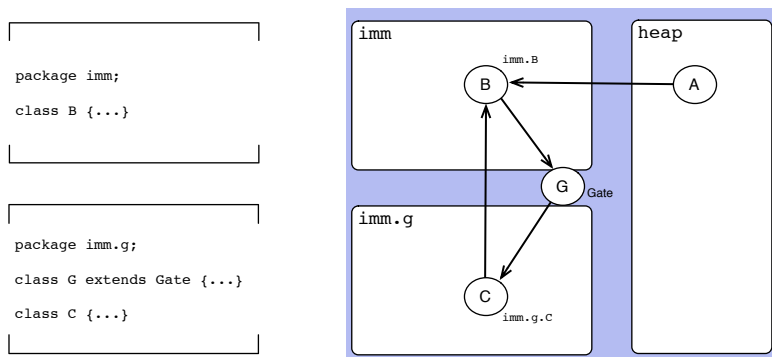 package imm;
class B {...}
package imm.g;
class G extends Gate {...}
class C {...}
imm
heap
imm.B
B
A
G
Gate
imm.g
C
imm.g.C